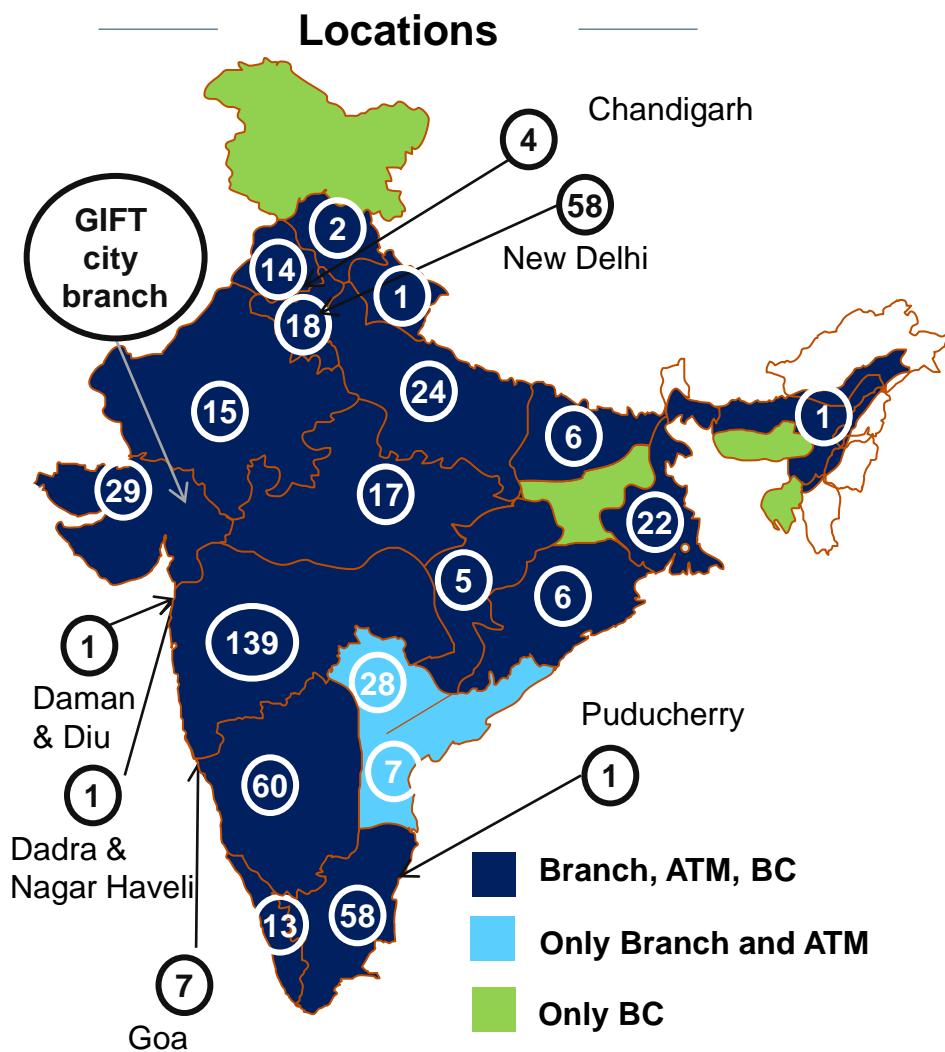 Locations
Chandigarh
4
58
New Delhi
GIFT
city
branch
2
14
1
18
24
15
6
1
29
17
22
5
6
139
1
Daman
& Diu
28
Puducherry
7
1
60
1
Dadra &
Nagar Haveli
Branch, ATM, BC
13
58
Only Branch and ATM
7
Goa
Only BC